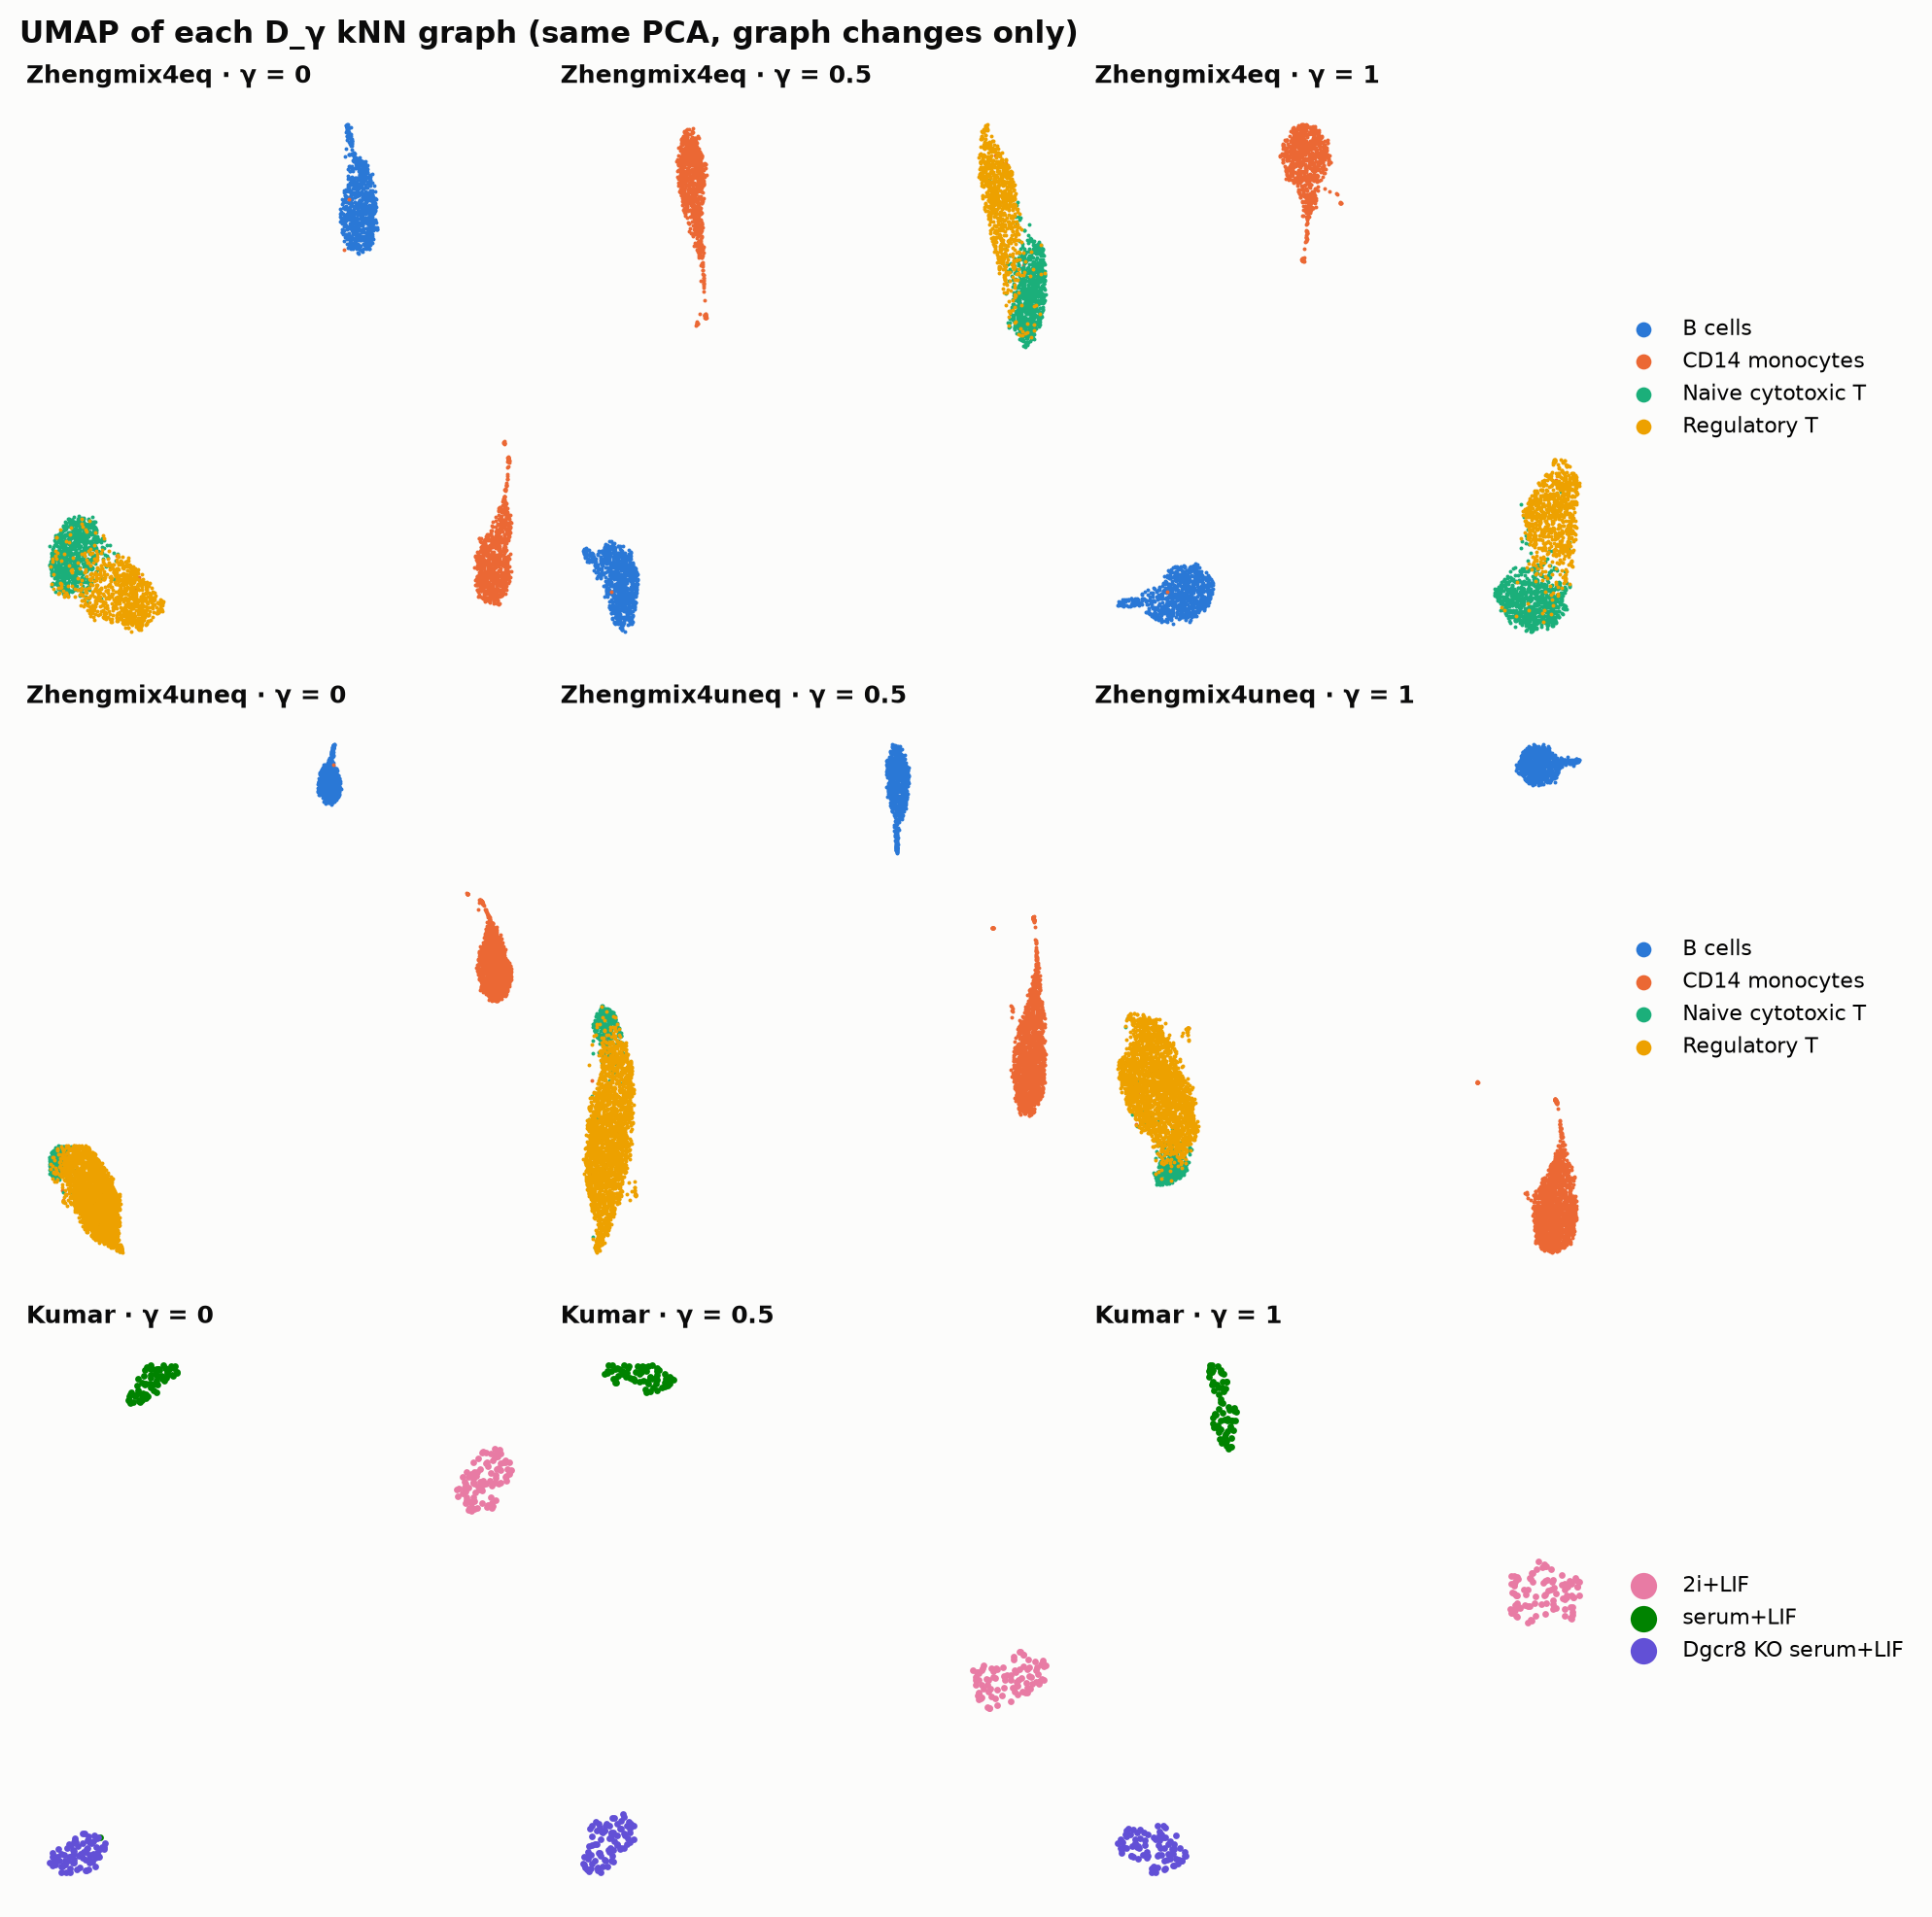 UMAP of each D_γ kNN graph (same PCA, graph changes only)
Zhengmix4eq · γ = 0
Zhengmix4eq · γ = 0.5
Zhengmix4eq · γ = 1
B cells
CD14 monocytes
Naive cytotoxic T
Regulatory T
Zhengmix4uneq · γ = 0
Zhengmix4uneq · γ = 0.5
Zhengmix4uneq · γ = 1
B cells
CD14 monocytes
Naive cytotoxic T
Regulatory T
Kumar · γ = 0
Kumar · γ = 0.5
Kumar · γ = 1
2i+LIF
serum+LIF
Dgcr8 KO serum+LIF